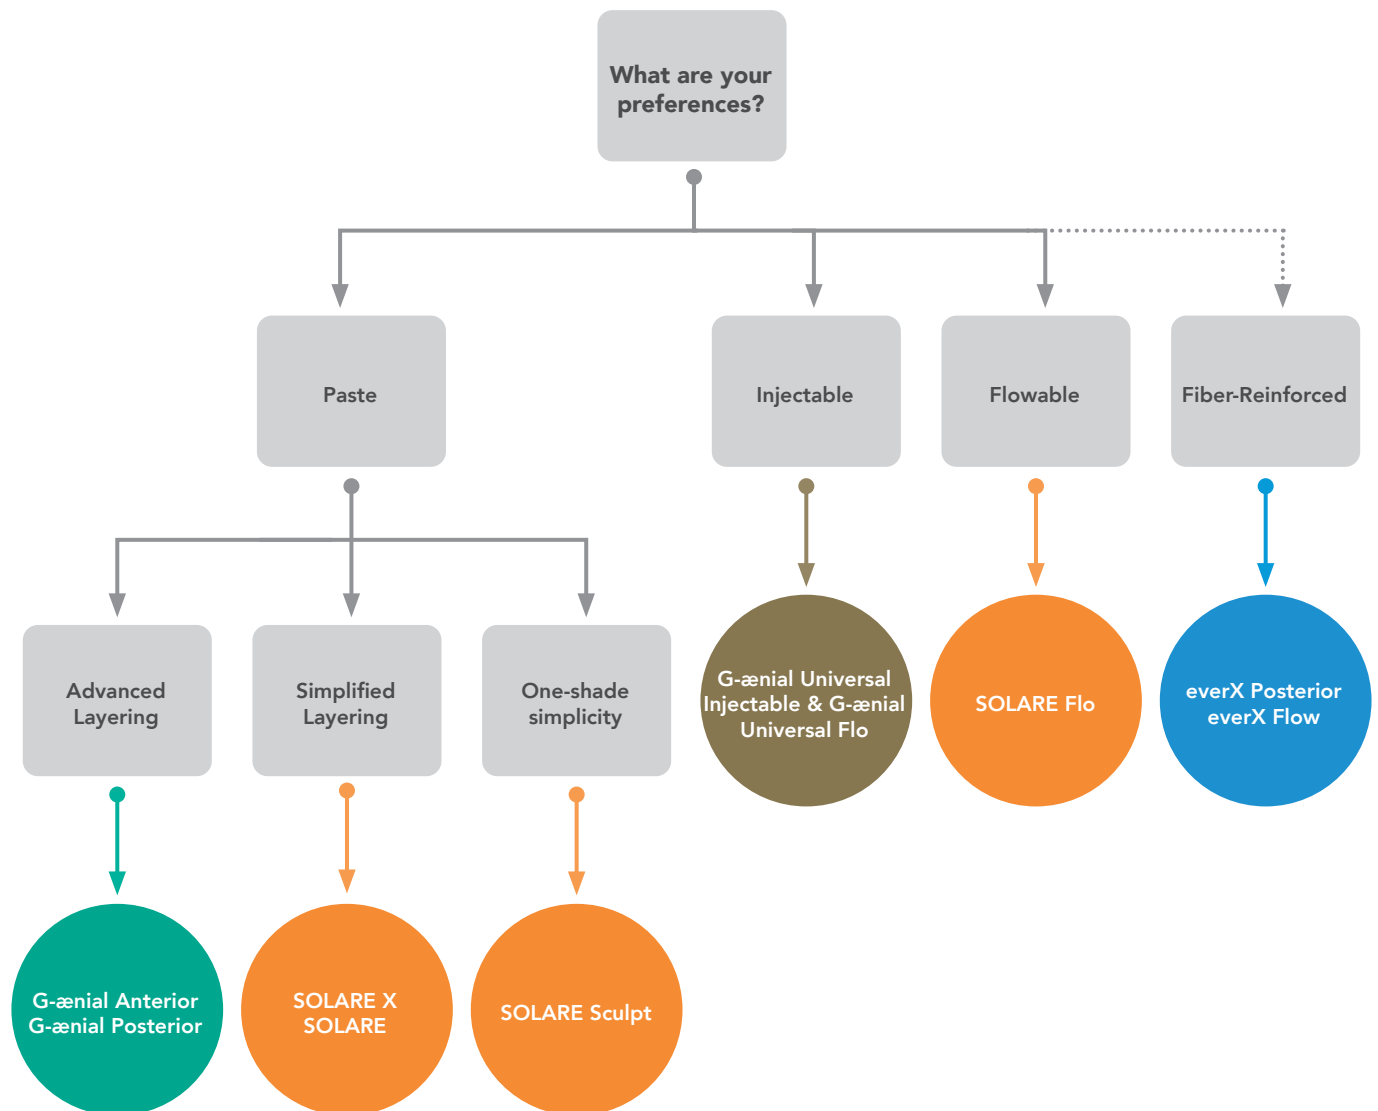 What are your
preferences?
Paste
Injectable
Flowable
Fiber-Reinforced
Advanced
Layering
Simplified
Layering
One-shade
simplicity
G-ænial Universal
Injectable & G-ænial
Universal Flo
SOLARE Flo
everX Posterior
everX Flow
G-ænial Anterior
G-ænial Posterior
SOLARE X
SOLARE
SOLARE Sculpt